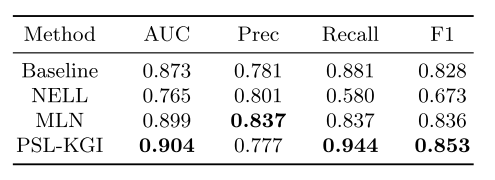 Method AUC Prec Recall F1
Baseline 0.873 0.781 0.881 0.828
NELL 0.765 0.801 0.580 0.673
MLN 0.899 0.837 0.837 0.836
PSL-KGI 0.904 0.777 0.944 0.853